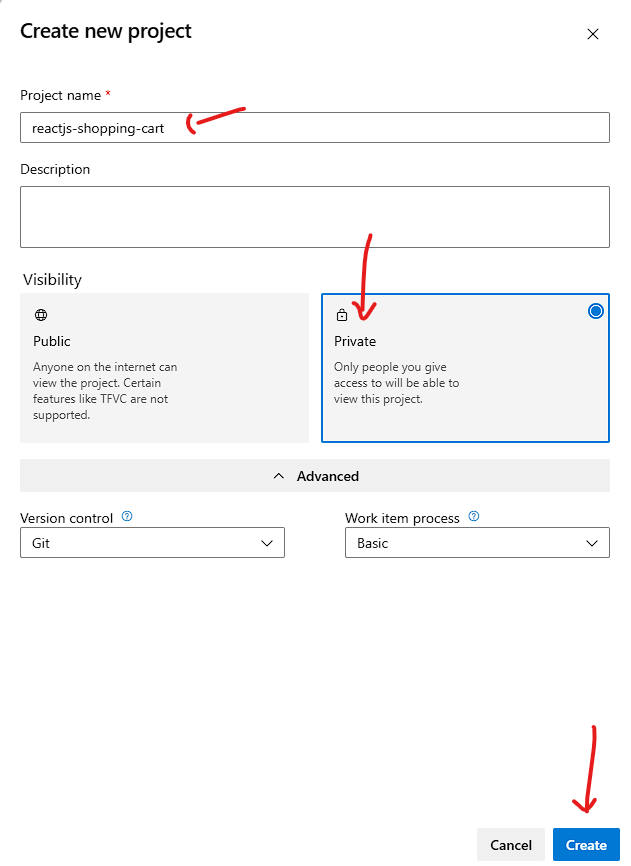 Create new project
Project name *
reactjs-shopping-cart
Description
Visibility
Public
Anyone on the internet can
view the project. Certain
features like TFVC are not
supported.
Private
Only people you give
access to will be able to
view this project.
Advanced
Version control
Git
Work item process
Basic
Cancel
Create